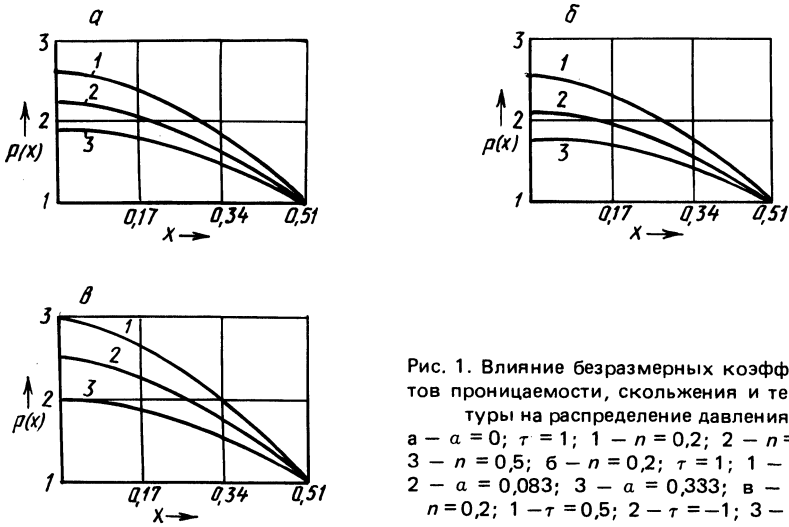 а
3
1
2
2
3
P(x)
1
0,17
0,34
0,51
X
б
3
1
2
2
3
P(x)
1
0,17
0,34
0,51
X
в
3
1
2
2
3
P(x)
1
0,17
0,34
0,51
X
Рис. 1. Влияние безразмерных коэфф
тов проницаемости, скольжения и те
туры на распределение давления
а — a = 0; τ = 1; 1 — n = 0,2; 2 — n =
3 — n = 0,5; б — n = 0,2; τ = 1; 1 —
2 — a = 0,083; 3 — a = 0,333; в —
n = 0,2; 1 — τ = 0,5; 2 — τ = —1; 3 —